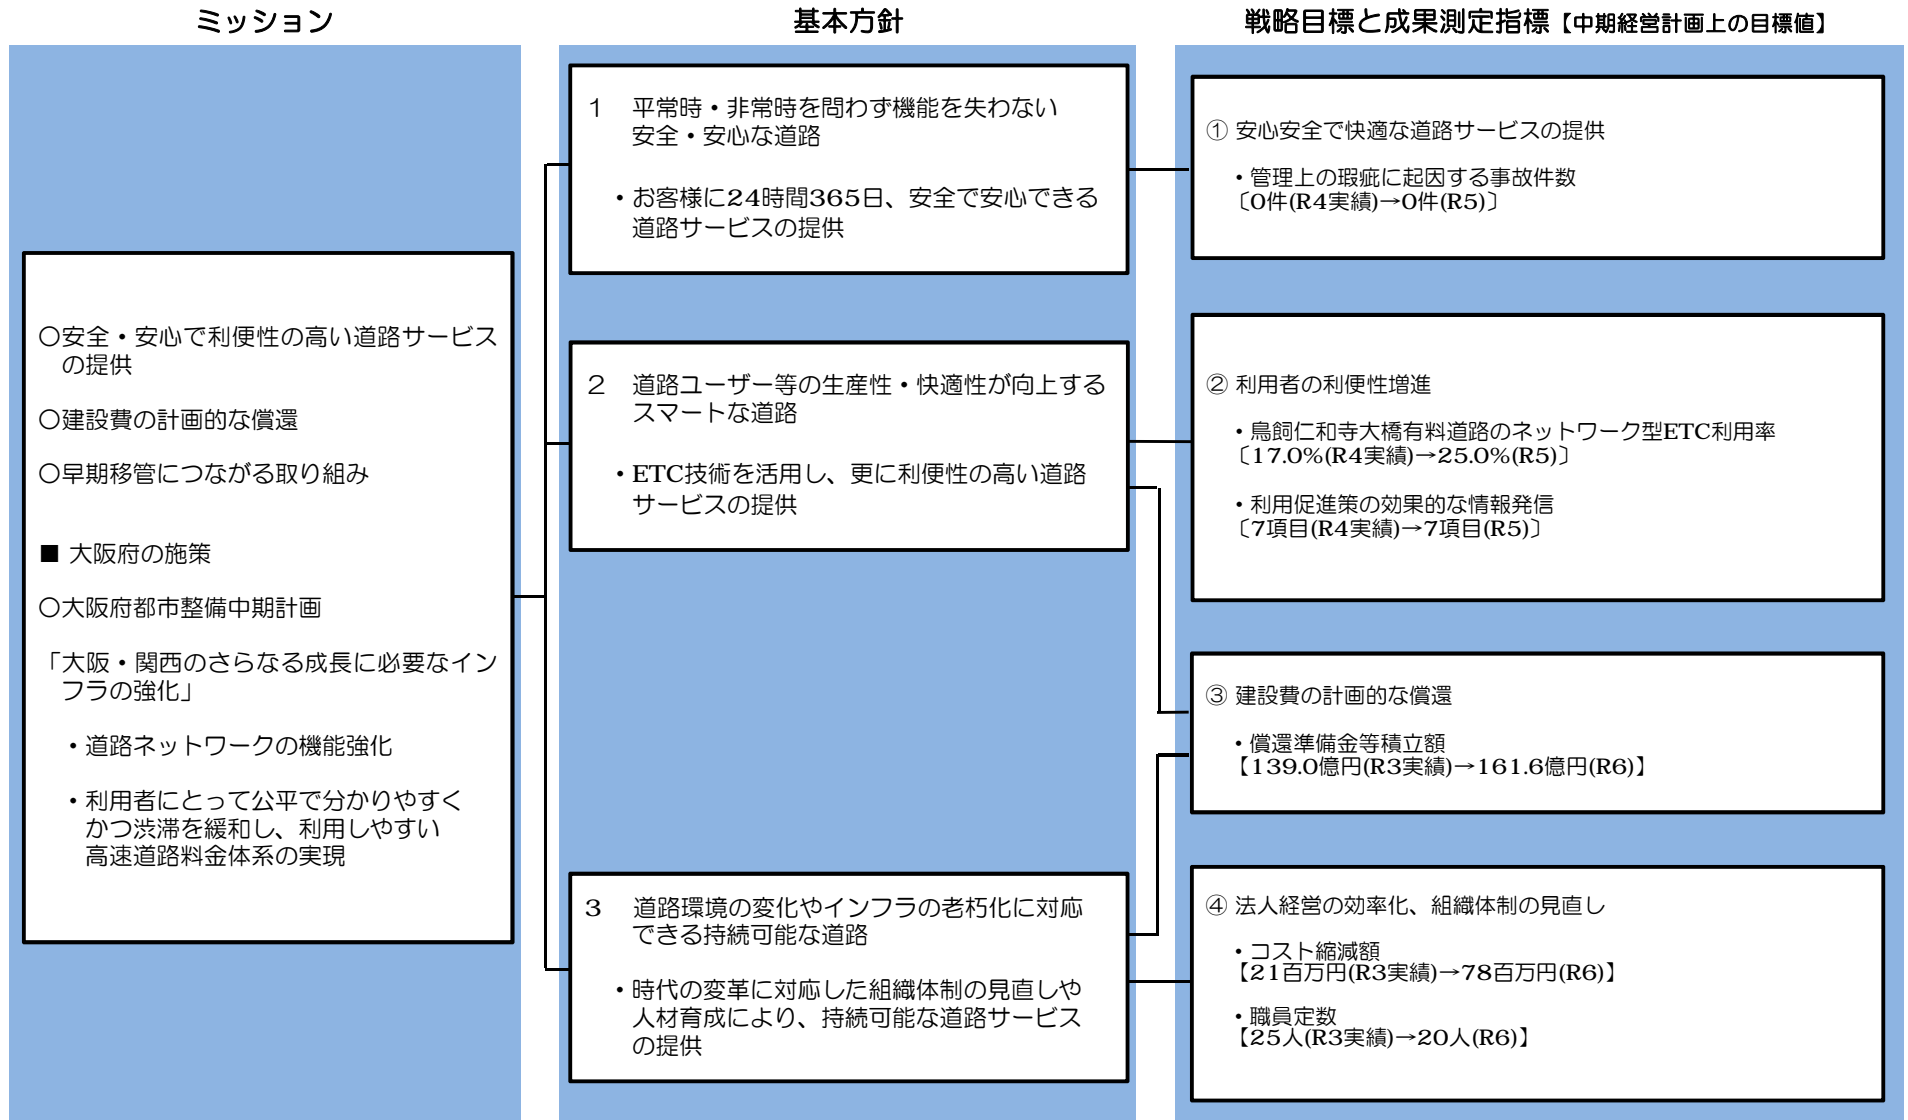 ミッション
基本方針
戦略目標と成果測定指標【中期経営計画上の目標値】
〇安全・安心で利便性の高い道路サービス
の提供
〇建設費の計画的な償還
〇早期移管につながる取り組み
■ 大阪府の施策
〇大阪府都市整備中期計画
「大阪・関西のさらなる成長に必要なイン
フラの強化」
・道路ネットワークの機能強化
・利用者にとって公平で分かりやすく
かつ渋滞を緩和し、利用しやすい
高速道路料金体系の実現
1 平常時・非常時を問わず機能を失わない
安全・安心な道路
・お客様に24時間365日、安全で安心できる
道路サービスの提供
2 道路ユーザー等の生産性・快適性が向上する
スマートな道路
・ETC技術を活用し、更に利便性の高い道路
サービスの提供
3 道路環境の変化やインフラの老朽化に対応
できる持続可能な道路
・時代の変革に対応した組織体制の見直しや
人材育成により、持続可能な道路サービス
の提供
① 安心安全で快適な道路サービスの提供
・管理上の瑕疵に起因する事故件数
〔0件(R4実績)→0件(R5)〕
② 利用者の利便性増進
・鳥飼仁和寺大橋有料道路のネットワーク型ETC利用率
〔17.0%(R4実績)→25.0%(R5)〕
・利用促進策の効果的な情報発信
〔7項目(R4実績)→7項目(R5)〕
③ 建設費の計画的な償還
・償還準備金等積立額
【139.0億円(R3実績)→161.6億円(R6)】
④ 法人経営の効率化、組織体制の見直し
・コスト縮減額
【21百万円(R3実績)→78百万円(R6)】
・職員定数
【25人(R3実績)→20人(R6)】